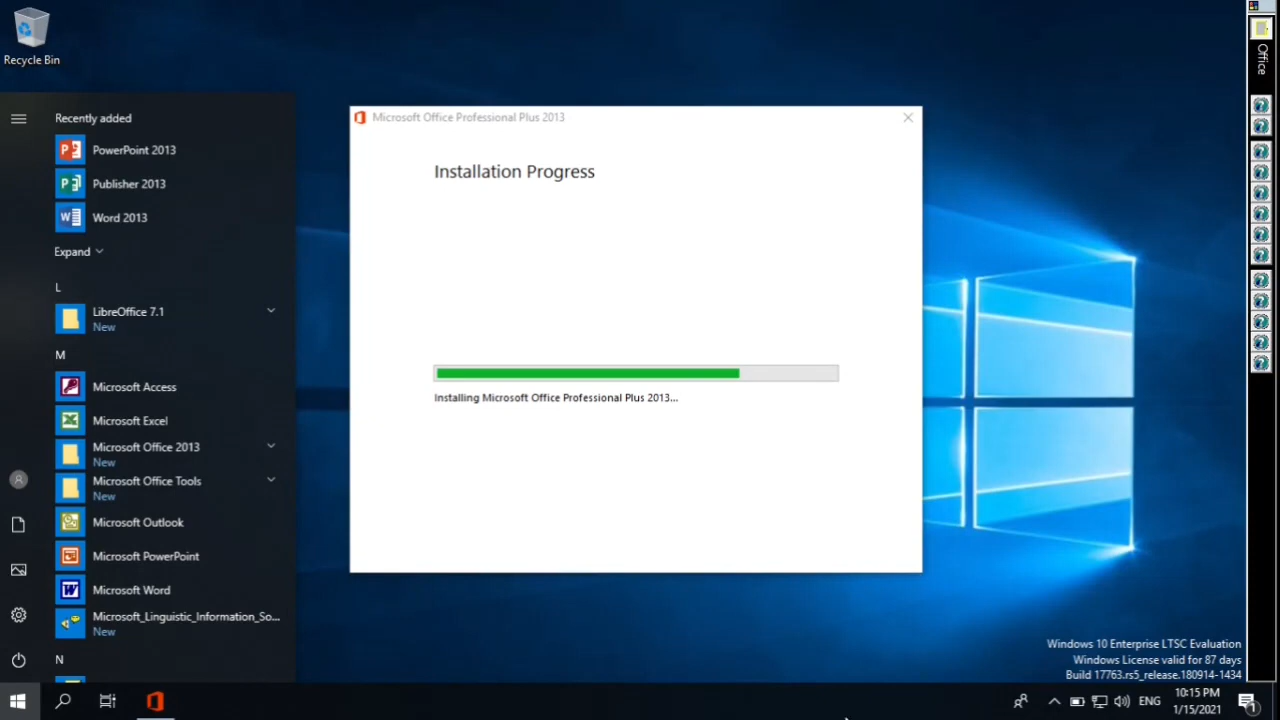 Recycle Bin
Recently added
PowerPoint 2013
Publisher 2013
Word 2013
Expand
L
LibreOffice 7.1
New
M
Microsoft Access
Microsoft Excel
Microsoft Office 2013
New
Microsoft Office Tools
New
Microsoft Outlook
Microsoft PowerPoint
Microsoft Word
Microsoft_Linguistic_Information_So...
New
N
Microsoft Office Professional Plus 2013
Installation Progress
Installing Microsoft Office Professional Plus 2013...
Office
Windows 10 Enterprise LTSC Evaluation
Windows License valid for 87 days
Build 17763.rs5_release.180914-1434
ENG
10:15 PM
1/15/2021
1